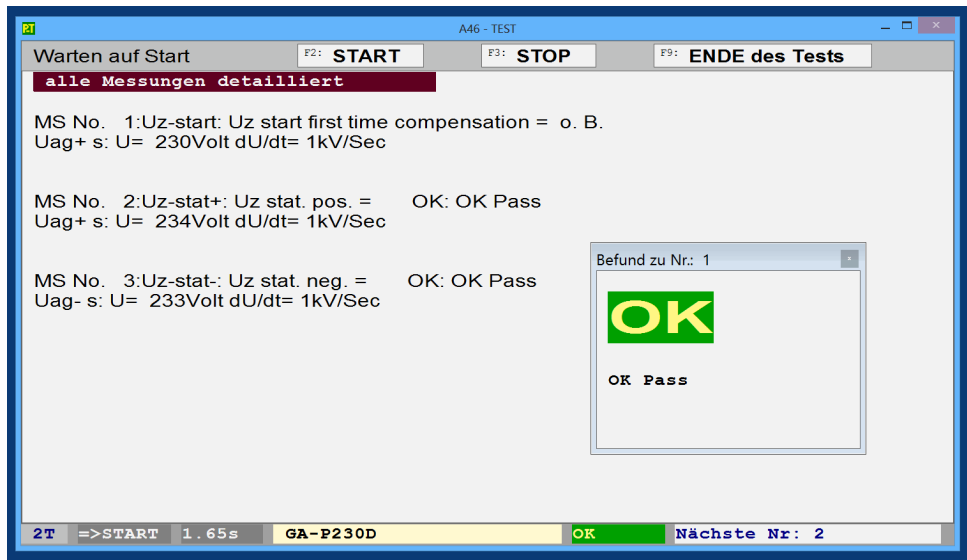 2T A46 - TEST
Warten auf Start F2: START F3: STOP F9: ENDE des Tests
alle Messungen detailliert
MS No. 1:Uz-start: Uz start first time compensation = o. B.
Uag+ s: U= 230Volt dU/dt= 1kV/Sec
MS No. 2:Uz-stat+: Uz stat. pos. = OK: OK Pass
Uag+ s: U= 234Volt dU/dt= 1kV/Sec
MS No. 3:Uz-stat-: Uz stat. neg. = OK: OK Pass
Uag- s: U= 233Volt dU/dt= 1kV/Sec
Befund zu Nr.: 1
OK
OK Pass
2T =>START 1.65s GA-P230D OK Nächste Nr: 2